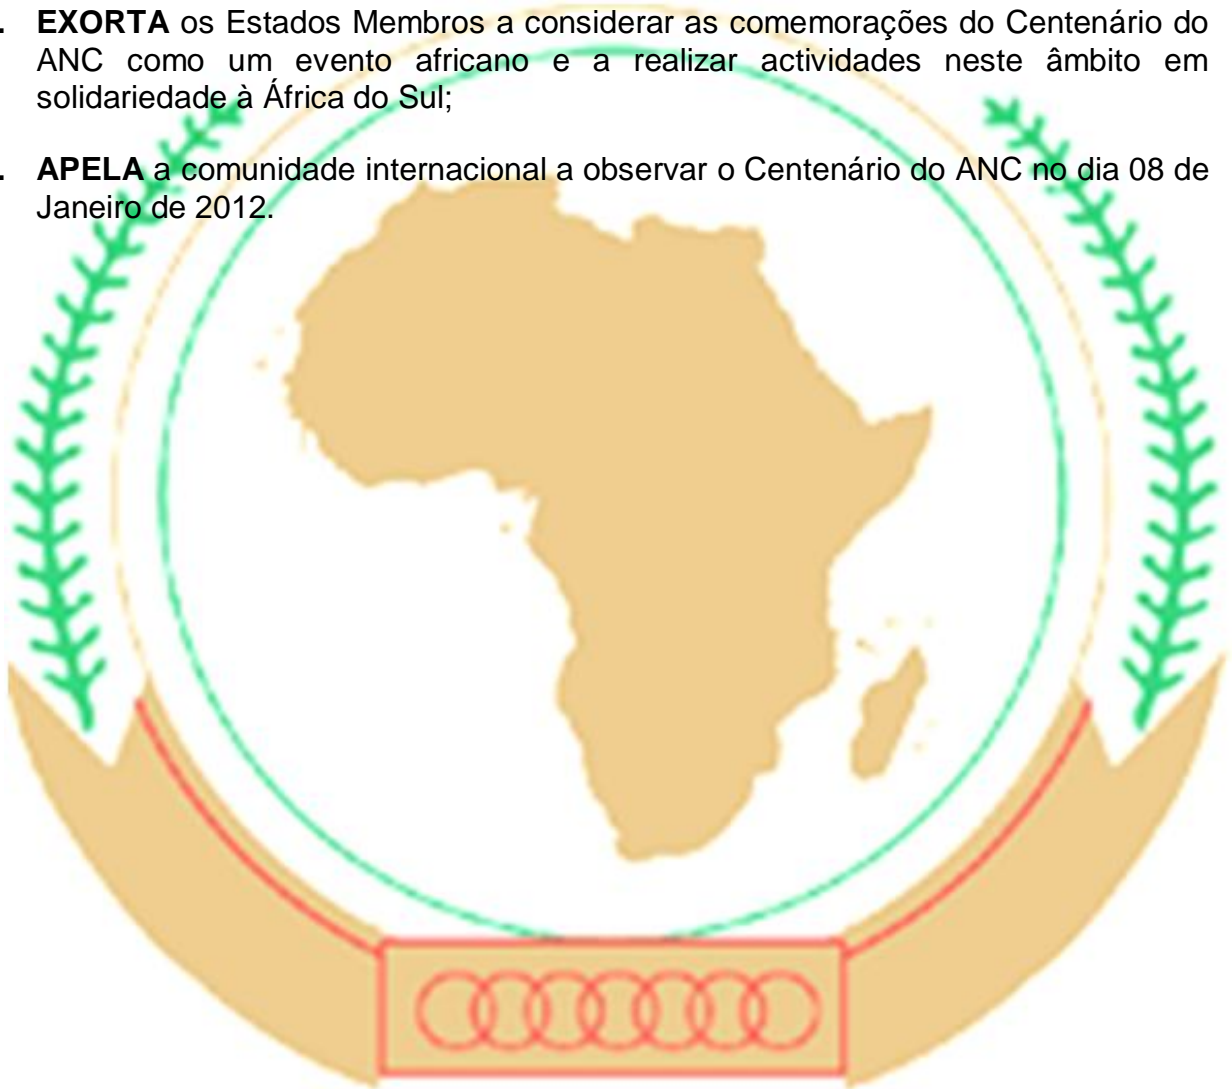 . EXORTA os Estados Membros a considerar as comemorações do Centenário do
ANC como um evento africano e a realizar actividades neste âmbito em
solidariedade à África do Sul;
. APELA a comunidade internacional a observar o Centenário do ANC no dia 08 de
Janeiro de 2012.